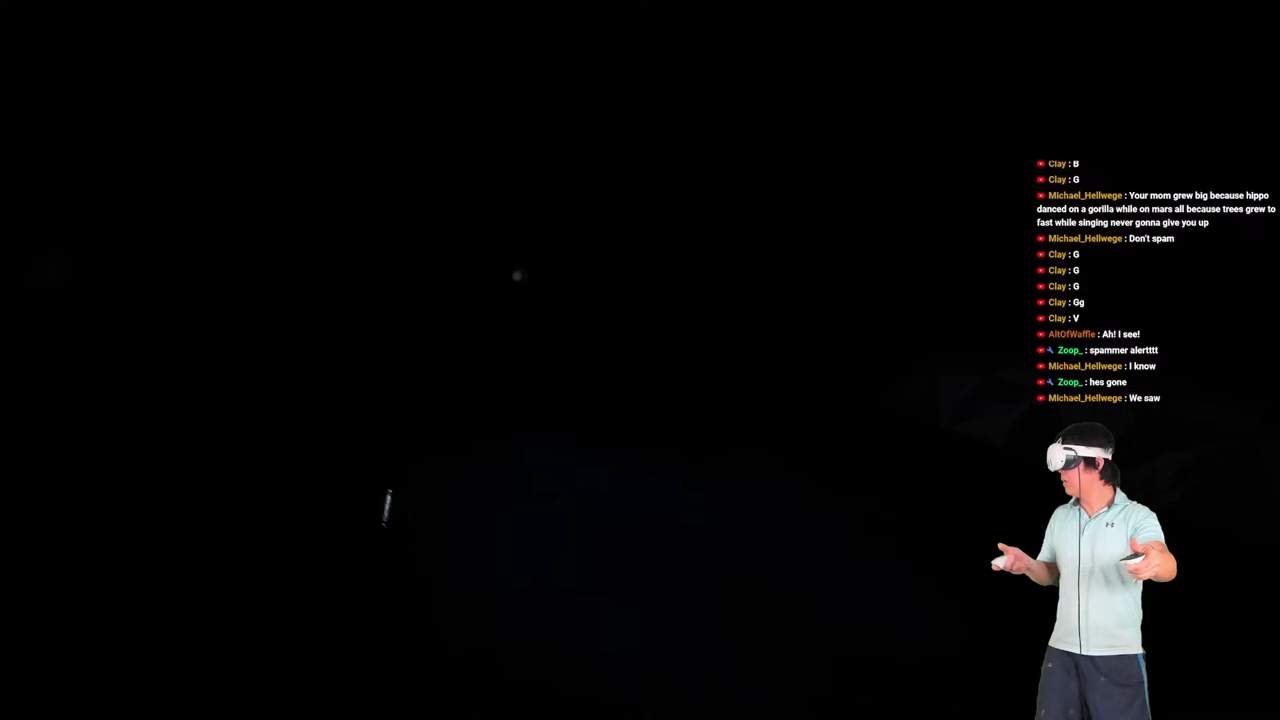 Clay : B
Clay : G
Michael_Hellwege : Your mom grew big because hippo
danced on a gorilla while on mars all because trees grew to
fast while singing never gonna give you up
Michael_Hellwege : Don't spam
Clay : G
Clay : G
Clay : G
Clay : Gg
Clay : V
AltOfWaffle : Ah! I see!
Zoop_ : spammer alertttt
Michael_Hellwege : I know
Zoop_ : hes gone
Michael_Hellwege : We saw